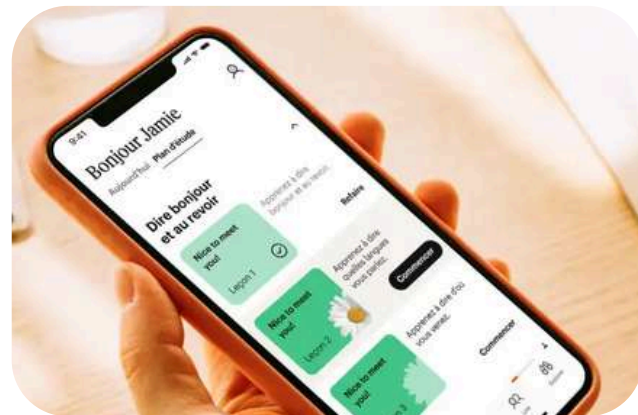 9:41
Bonjour Jamie
Aujourd'hui Plan d'étude
Dire bonjour
et au revoir
Nice to meet
you!
Leçon 1
Apprenez à dire
bonjour et au revoir.
Refaire
Nice to meet
you!
Leçon 2
Apprenez à dire
quelles langues
vous parlez.
Commencer
Nice to meet
you!
Apprenez à dire d'où
vous venez.
Commencer